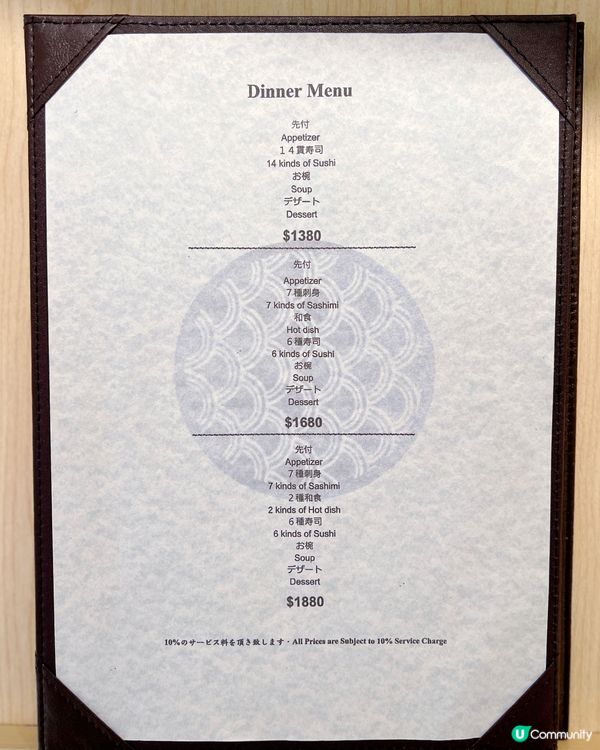 Dinner Menu
先付
Appetizer
１４貫寿司
14 kinds of Sushi
お椀
Soup
デザート
Dessert
$1380
先付
Appetizer
７種刺身
7 kinds of Sashimi
和食
Hot dish
６種寿司
6 kinds of Sushi
お椀
Soup
デザート
Dessert
$1680
先付
Appetizer
７種刺身
7 kinds of Sashimi
２種和食
2 kinds of Hot dish
６種寿司
6 kinds of Sushi
お椀
Soup
デザート
Dessert
$1880
10%のサービス料を頂き致します・All Prices are Subject to 10% Service Charge
U Community